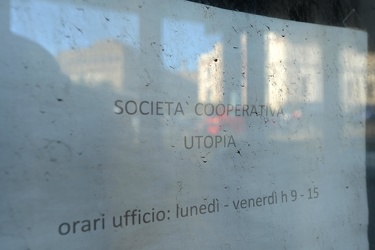 SOCIETA' COOPERATIVA
UTOPIA
orari ufficio: lunedì - venerdì h 9 - 15